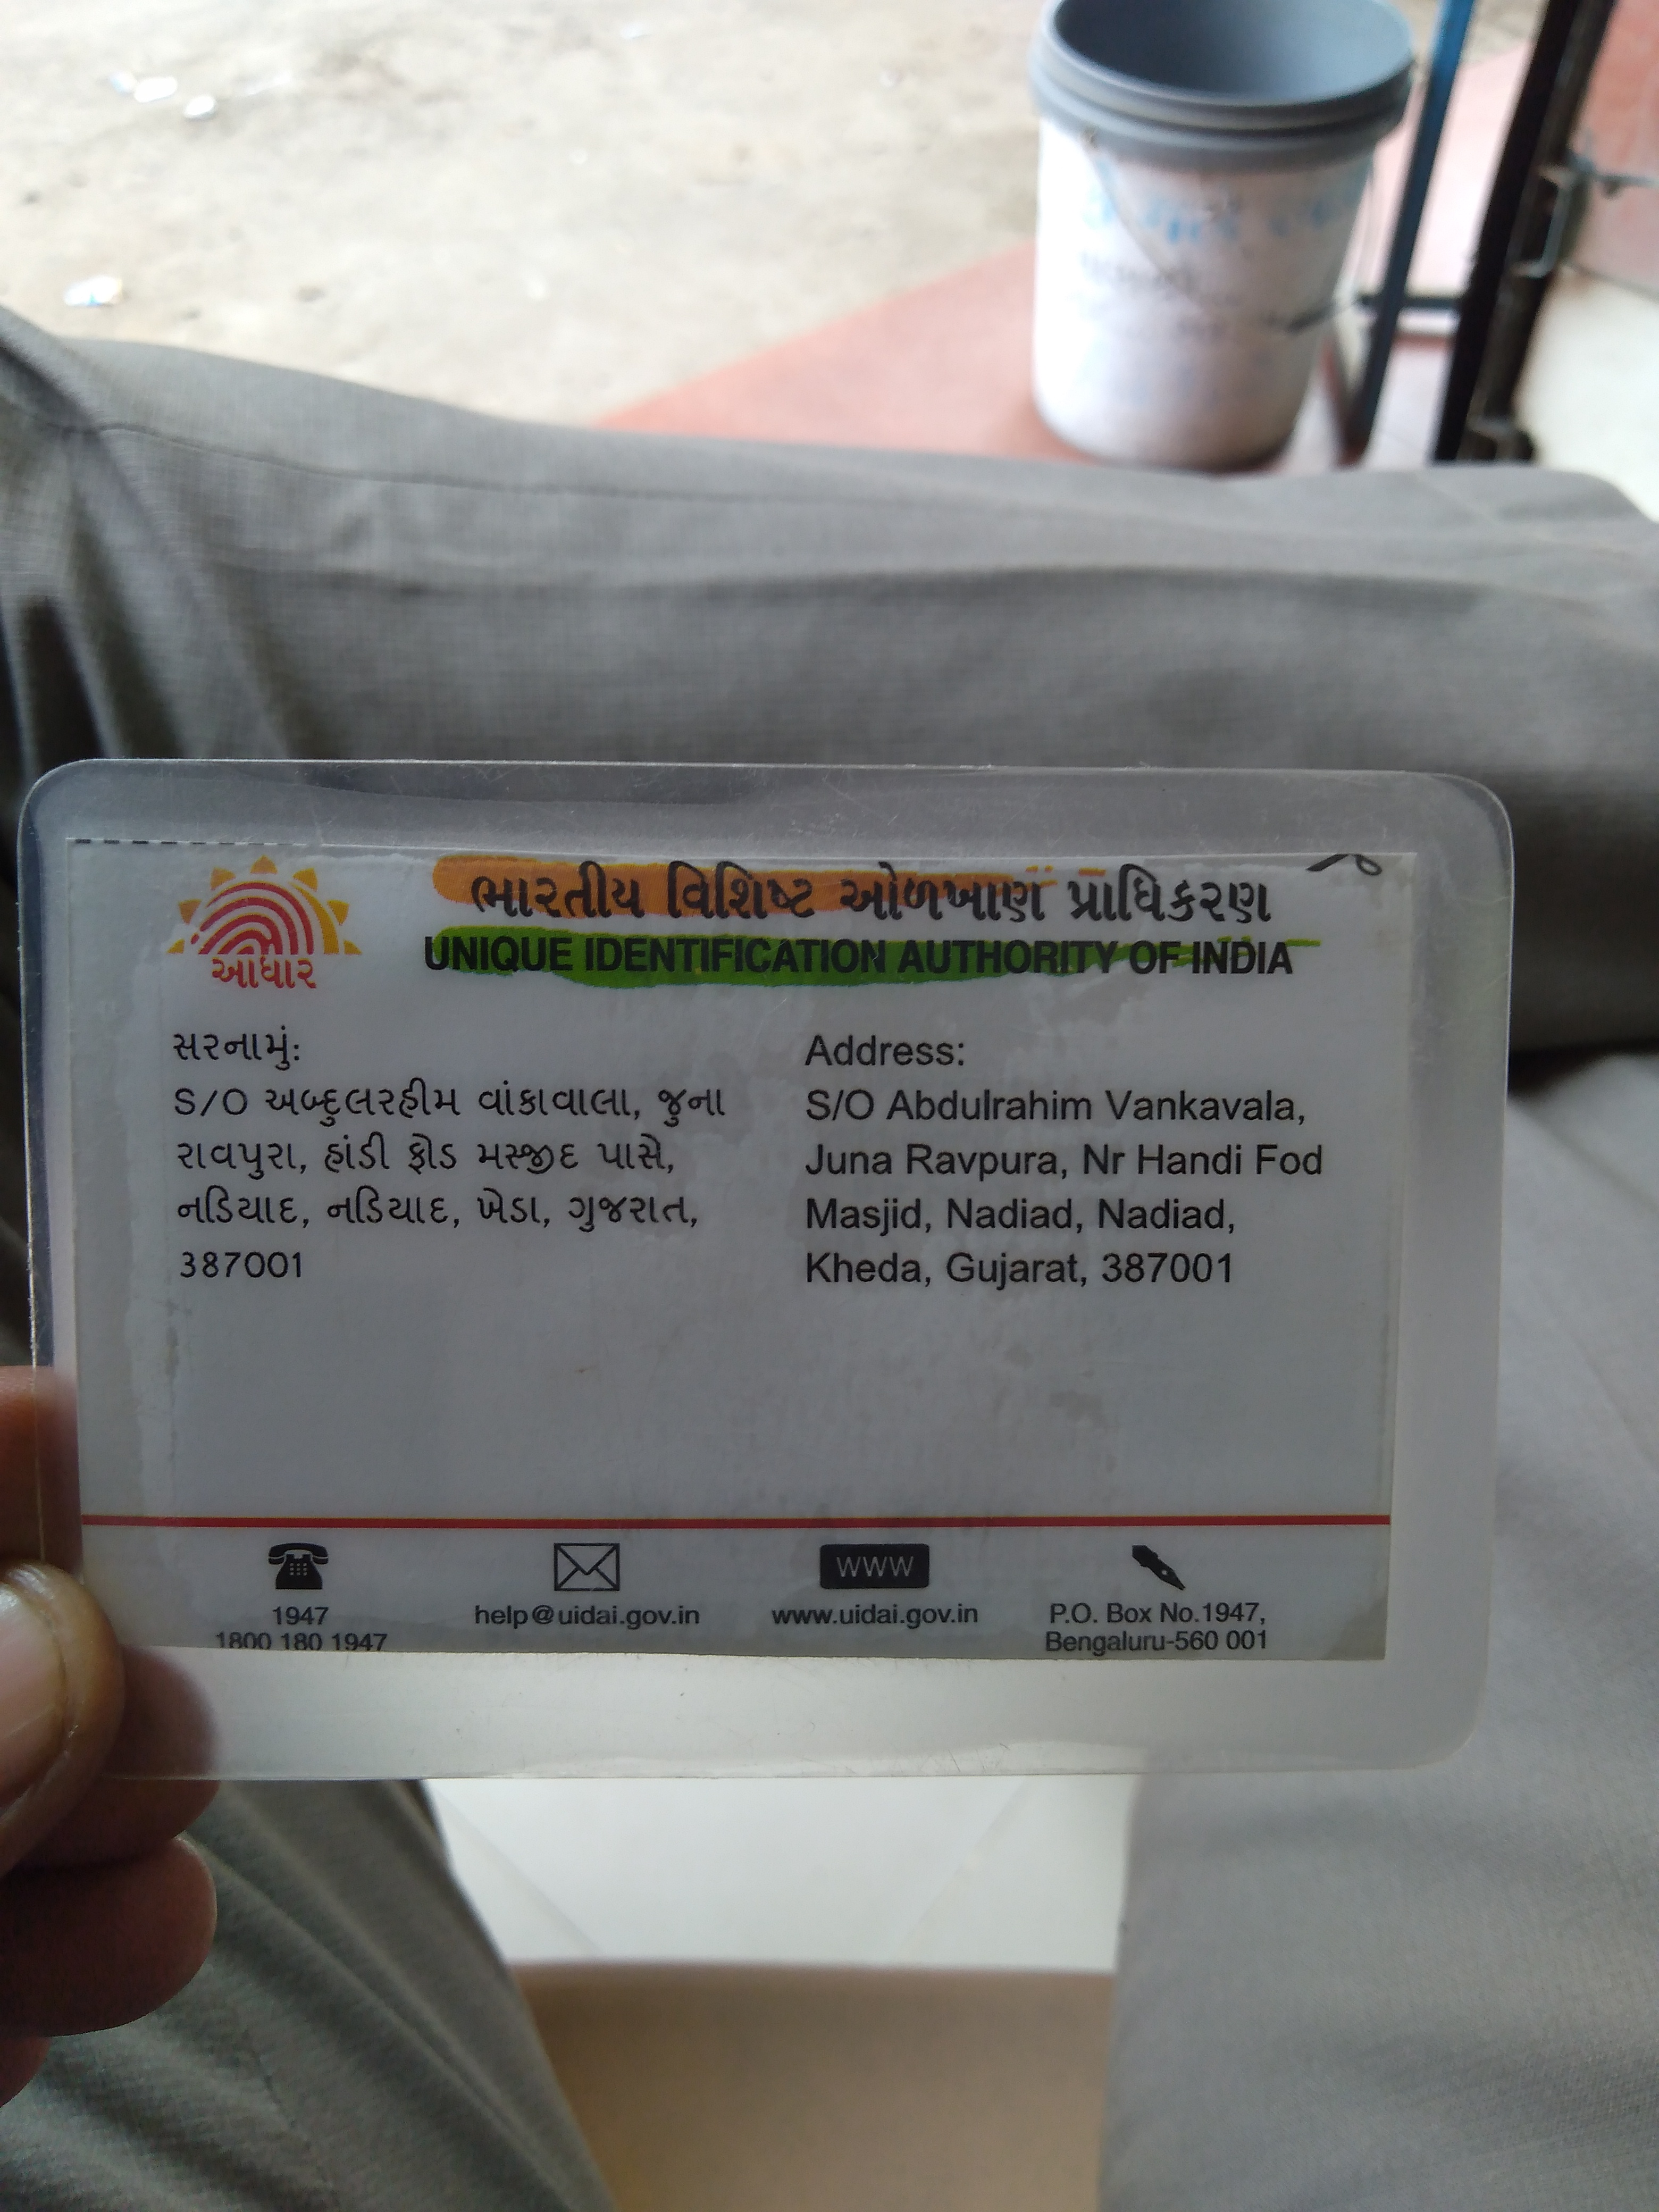 ભારતીય વિશિષ્ટ ઓળખાણ પ્રાધિકરણ
UNIQUE IDENTIFICATION AUTHORITY OF INDIA
આધાર
સરનામું:
S/O અબ્દુલરહીમ વાંકાવાલા, જુના
રાવપુરા, હાંડી ફોડ મસ્જીદ પાસે,
નડિયાદ, નડિયાદ, ખેડા, ગુજરાત,
387001
Address:
S/O Abdulrahim Vankavala,
Juna Ravpura, Nr Handi Fod
Masjid, Nadiad, Nadiad,
Kheda, Gujarat, 387001
1947
1800 180 1947
help@uidai.gov.in
WWW
www.uidai.gov.in
P.O. Box No.1947,
Bengaluru-560 001